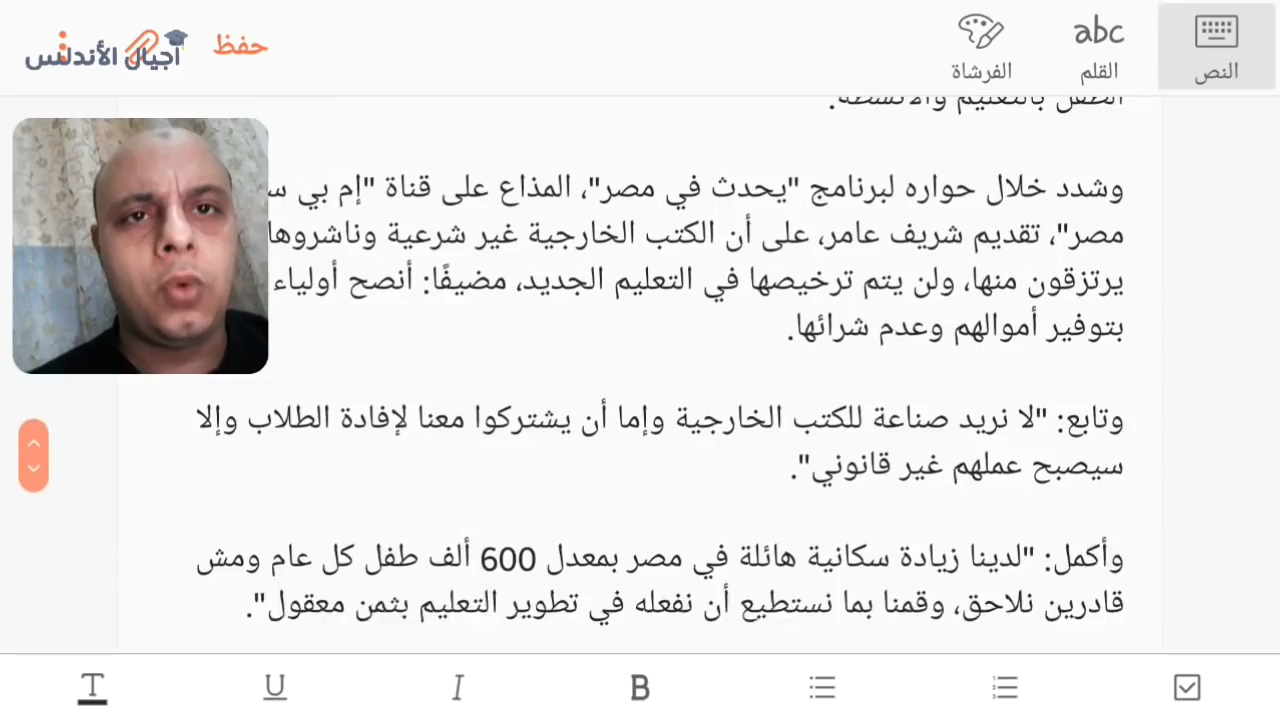 النص
abc
القلم
الفرشاة
حفظ
أجيال الأندلس
الطفل بالتعليم والأنشطة.
وشدد خلال حواره لبرنامج "يحدث في مصر"، المذاع على قناة "إم بي
مصر"، تقديم شريف عامر، على أن الكتب الخارجية غير شرعية وناشروها
يرتزقون منها، ولن يتم ترخيصها في التعليم الجديد، مضيفًا: أنصح أولياء
بتوفير أموالهم وعدم شرائها.
وتابع: "لا نريد صناعة للكتب الخارجية وإما أن يشتركوا معنا لإفادة الطلاب وإلا
سيصبح عملهم غير قانوني".
وأكمل: "لدينا زيادة سكانية هائلة في مصر بمعدل 600 ألف طفل كل عام ومش
قادرين نلاحق، وقمنا بما نستطيع أن نفعله في تطوير التعليم بثمن معقول".
T
U
I
B